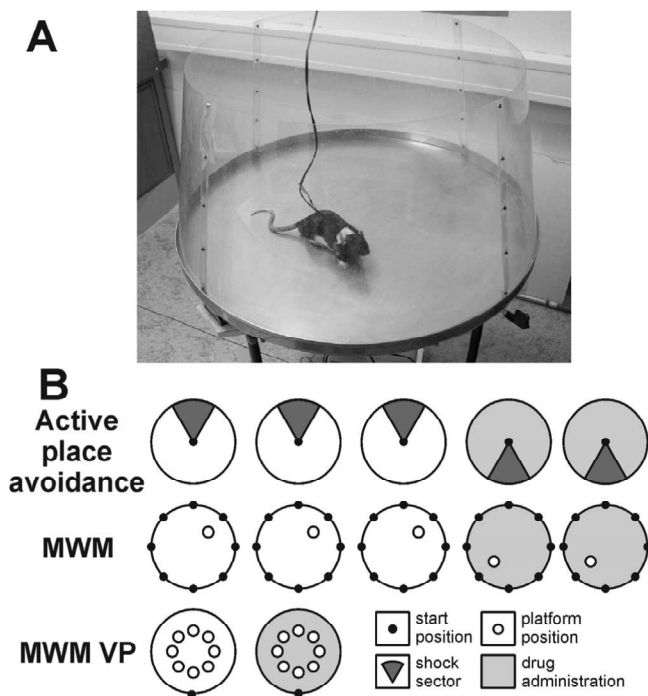 A
B
Active
place
avoidance
MWM
MWM VP
start
position
platform
position
shock
sector
drug
administration